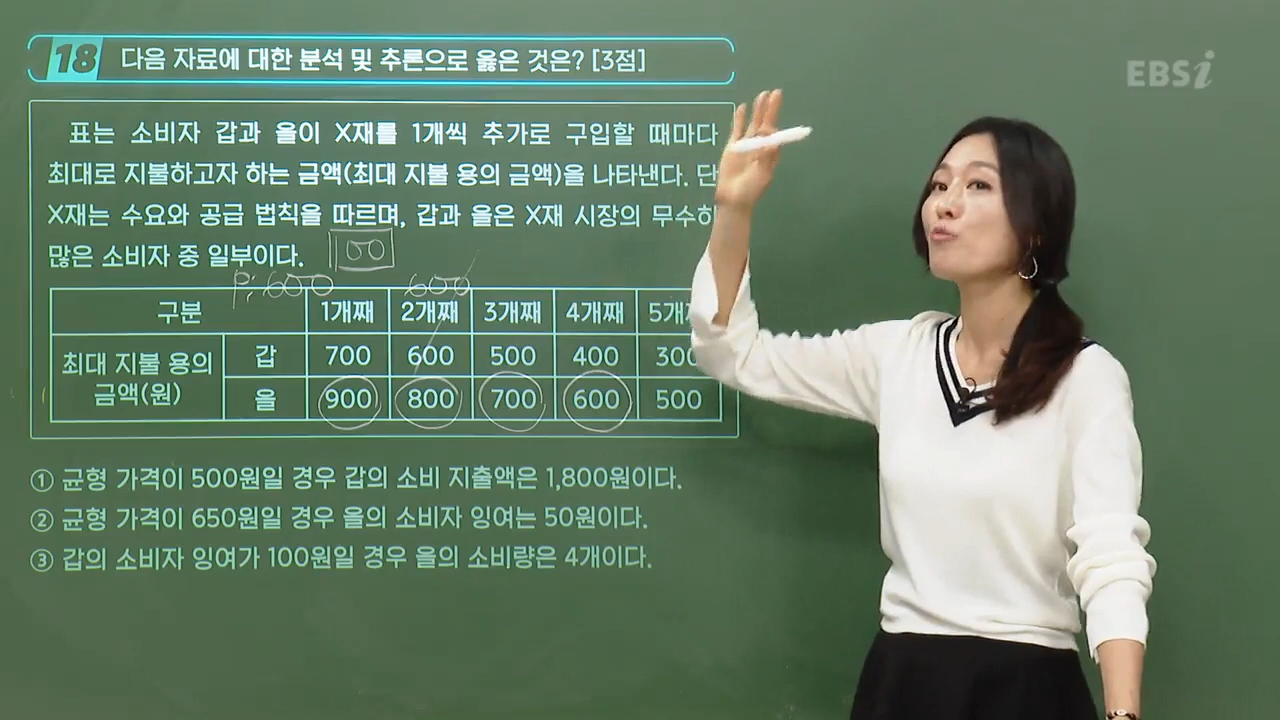 18 다음 자료에 대한 분석 및 추론으로 옳은 것은? [3점]
EBSi
표는 소비자 갑과 을이 X재를 1개씩 추가로 구입할 때마다
최대로 지불하고자 하는 금액(최대 지불 용의 금액)을 나타낸다. 단
X재는 수요와 공급 법칙을 따르며, 갑과 을은 X재 시장의 무수히
많은 소비자 중 일부이다. 100
P: 600 600
구분 1개째 2개째 3개째 4개째
최대 지불 용의 금액(원) 갑 700 600 500 400 300
을 900 800 700 600 500
① 균형 가격이 500원일 경우 갑의 소비 지출액은 1,800원이다.
② 균형 가격이 650원일 경우 을의 소비자 잉여는 50원이다.
③ 갑의 소비자 잉여가 100원일 경우 을의 소비량은 4개이다.